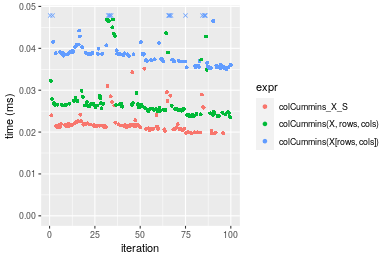 0.05
0.04
0.03
0.02
0.01
0.00
time (ms)
0
25
50
75
100
iteration
expr
colCummins_X_S
colCummins(X, rows, cols)
colCummins(X[rows, cols])